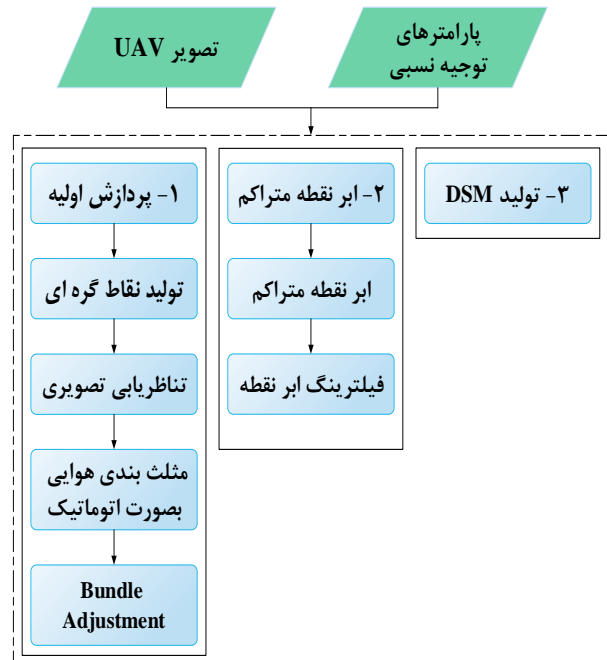 تصویر UAV
پارامترهای
توجیه نسبی
۱- پردازش اولیه
تولید نقاط گره ای
تناظریابی تصویری
مثلث بندی هوایی
بصورت اتوماتیک
Bundle
Adjustment
۲- ابر نقطه متراکم
ابر نقطه متراکم
فیلترینگ ابر نقطه
۳- تولید DSM